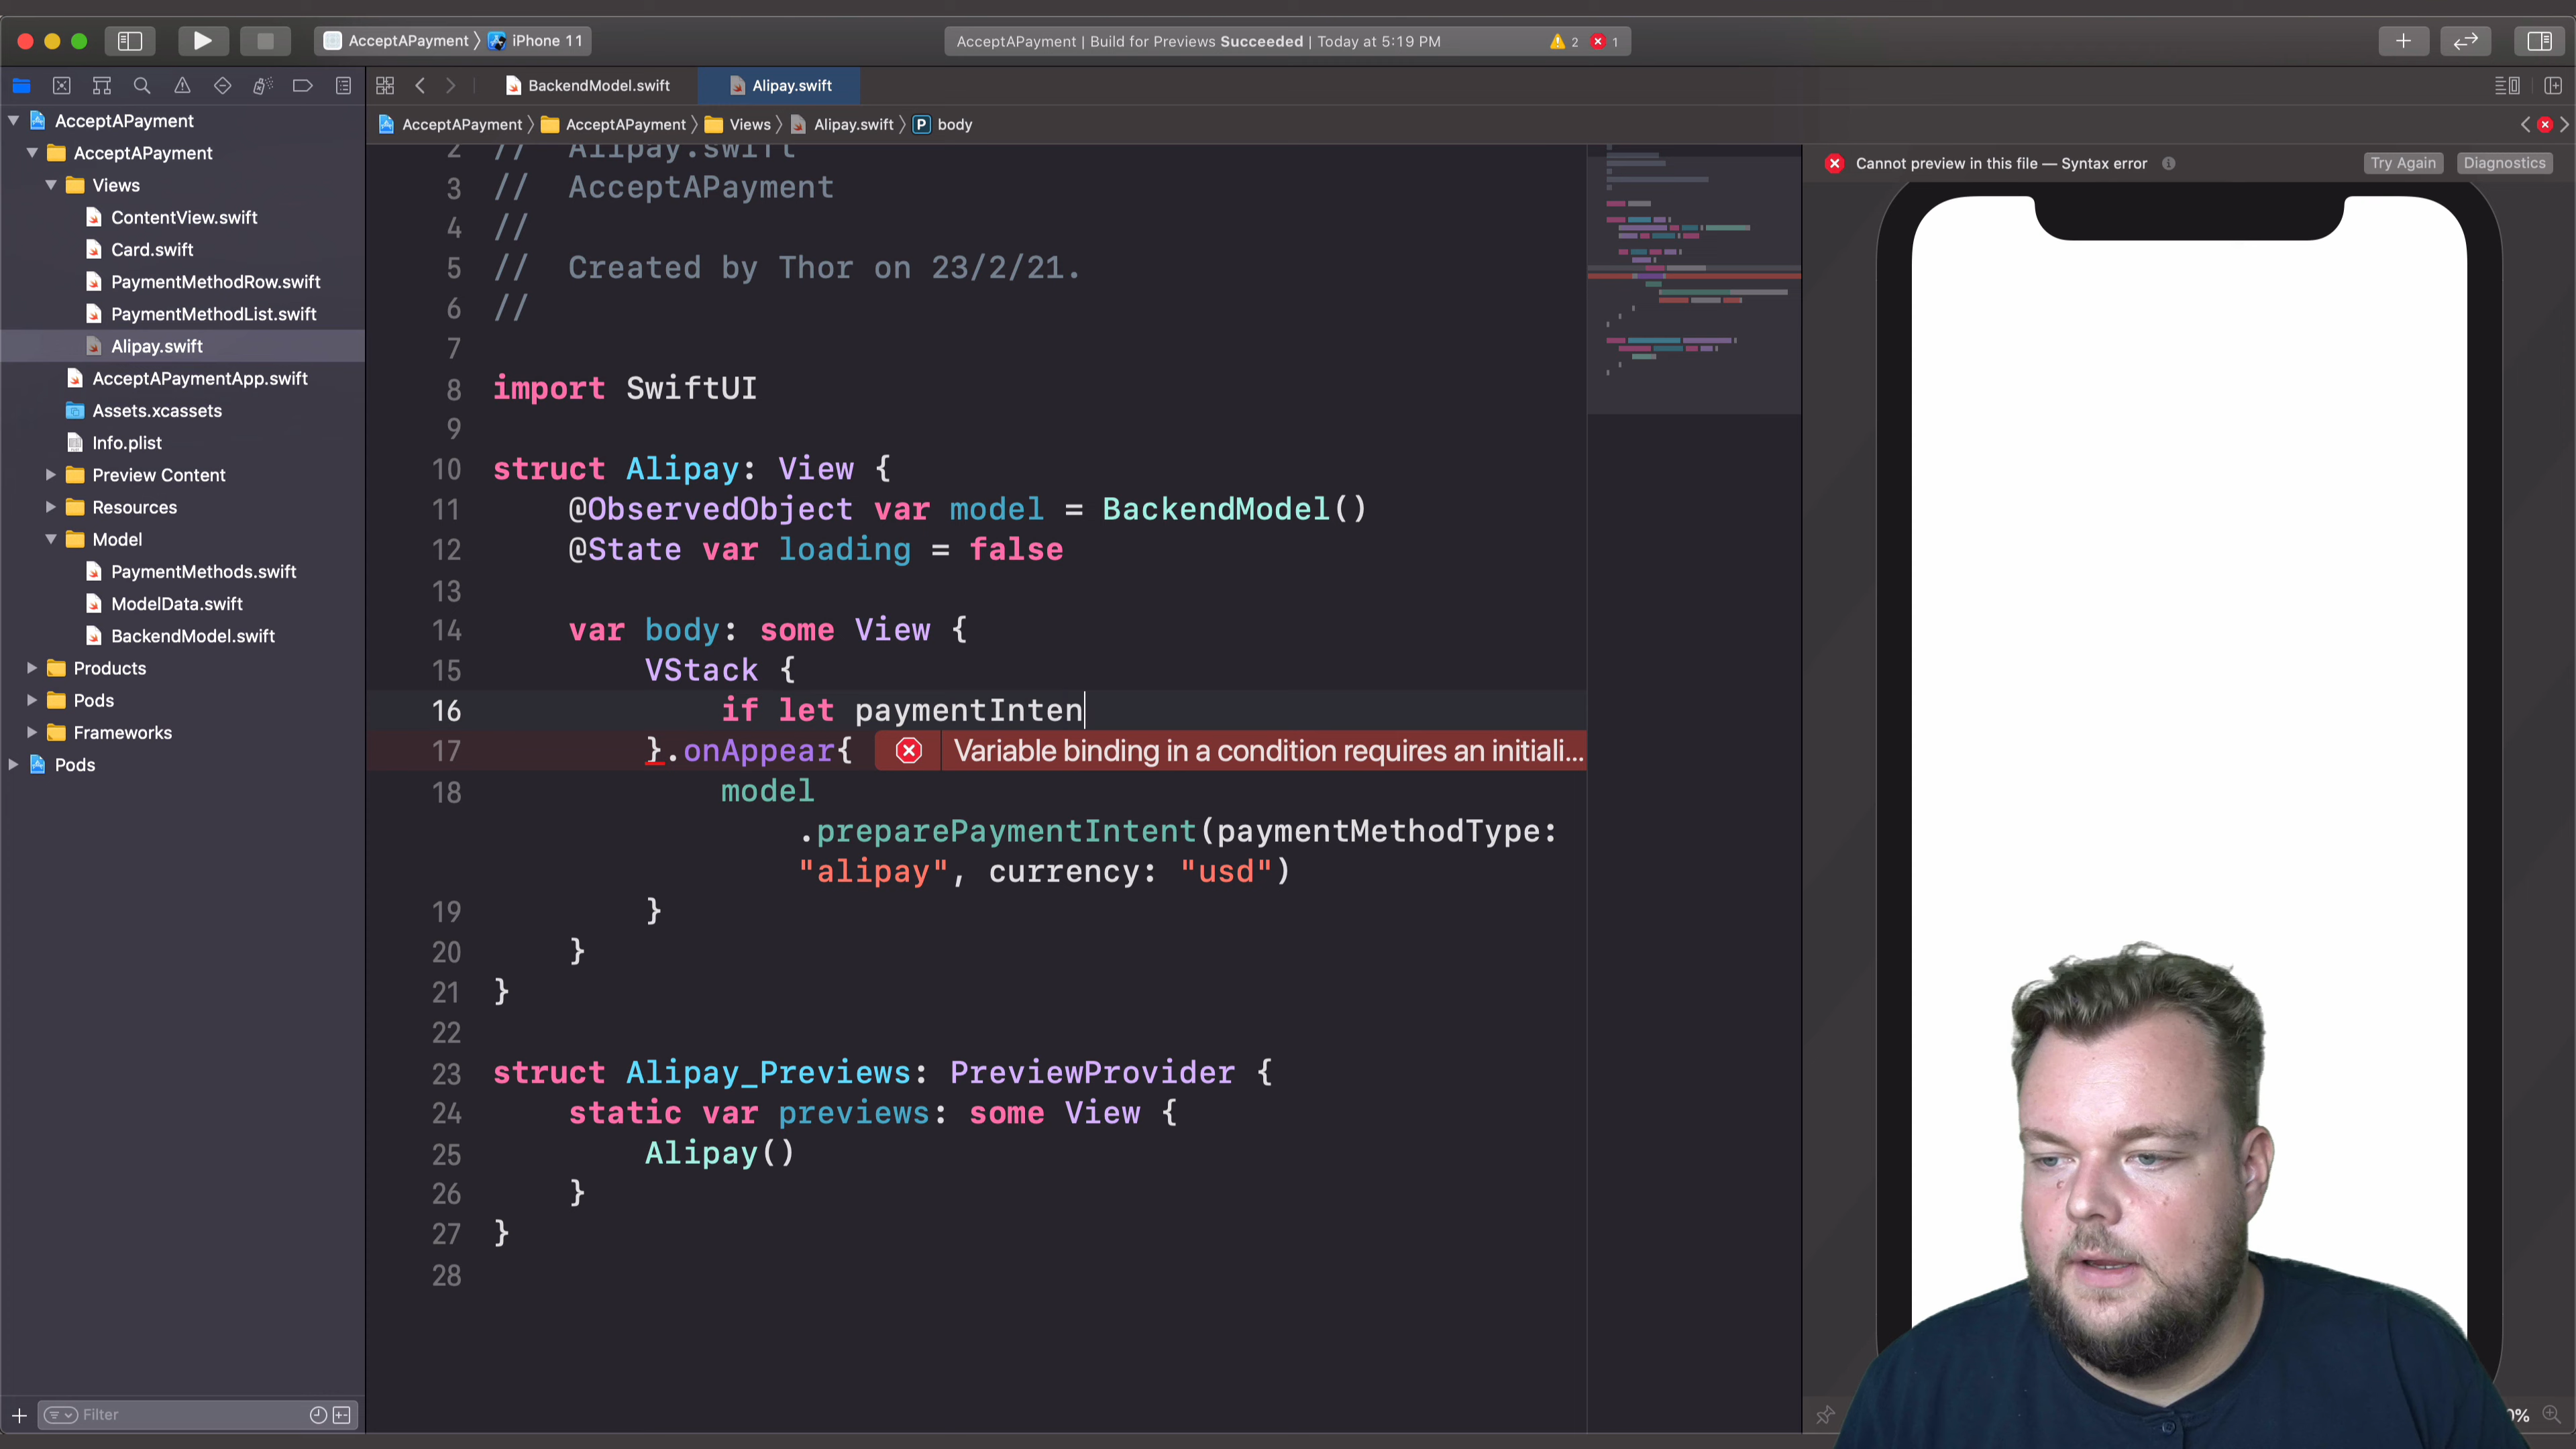 AcceptAPayment 〉 iPhone 11
AcceptAPayment | Build for Previews Succeeded | Today at 5:19 PM
2
1
BackendModel.swift
Alipay.swift
AcceptAPayment 〉 AcceptAPayment 〉 Views 〉 Alipay.swift 〉 P body
AcceptAPayment
AcceptAPayment
Views
ContentView.swift
Card.swift
PaymentMethodRow.swift
PaymentMethodList.swift
Alipay.swift
AcceptAPaymentApp.swift
Assets.xcassets
Info.plist
Preview Content
Resources
Model
PaymentMethods.swift
ModelData.swift
BackendModel.swift
Products
Pods
Frameworks
Pods
Filter
2 //  Alipay.swift
3 //  AcceptAPayment
4 //
5 //  Created by Thor on 23/2/21.
6 //
7
8 import SwiftUI
9
10 struct Alipay: View {
11     @ObservedObject var model = BackendModel()
12     @State var loading = false
13
14     var body: some View {
15         VStack {
16             if let paymentInten
17         }.onAppear{ Variable binding in a condition requires an initiali...
18             model
.preparePaymentIntent(paymentMethodType:
"alipay", currency: "usd")
19         }
20     }
21 }
22
23 struct Alipay_Previews: PreviewProvider {
24     static var previews: some View {
25         Alipay()
26     }
27 }
28
Cannot preview in this file — Syntax error
Try Again
Diagnostics